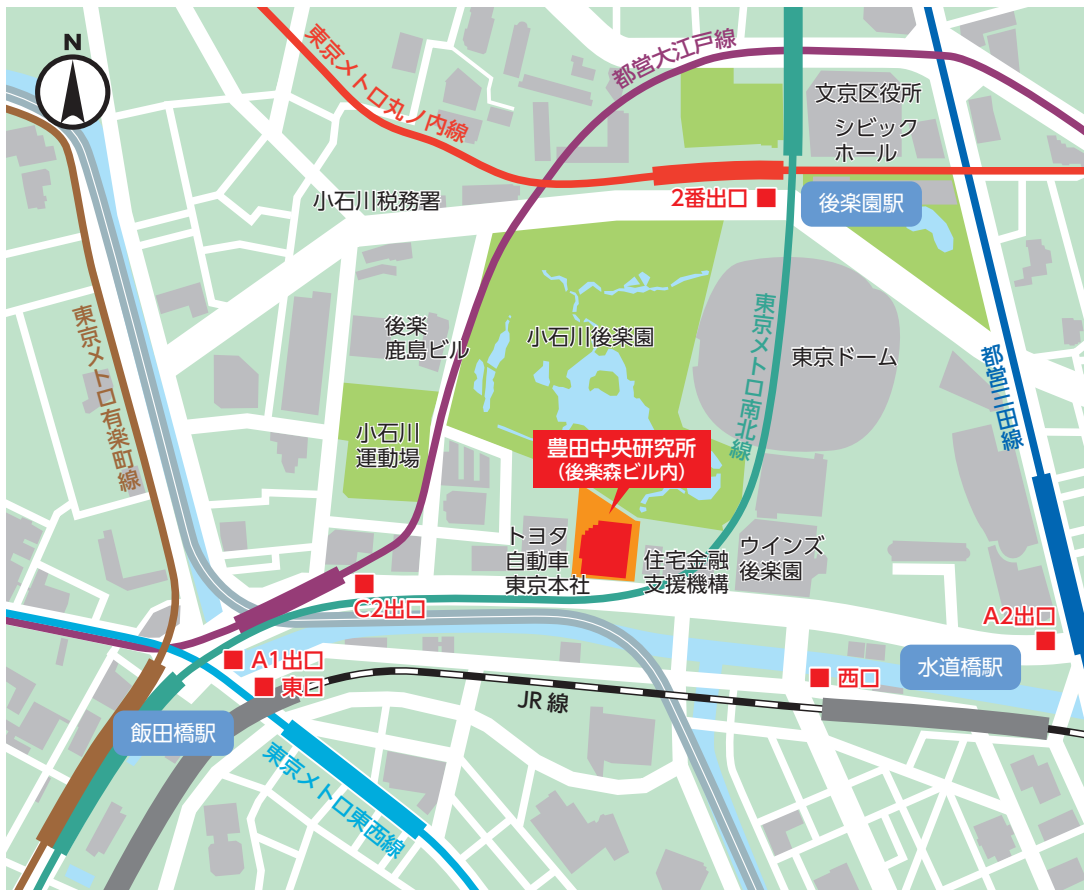 N
東京メトロ丸ノ内線
都営大江戸線
文京区役所
シビック
ホール
小石川税務署
2番出口
後楽園駅
東京メトロ有楽町線
後楽
鹿島ビル
小石川後楽園
東京メトロ南北線
東京ドーム
都営三田線
小石川
運動場
豊田中央研究所
(後楽森ビル内)
トヨタ
自動車
東京本社
住宅金融
支援機構
ウインズ
後楽園
C2出口
A2出口
A1出口
東口
西口
水道橋駅
JR線
飯田橋駅
東京メトロ東西線